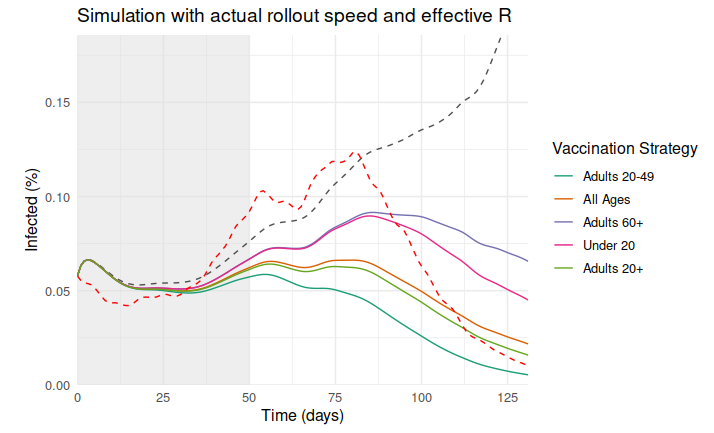 Simulation with actual rollout speed and effective R
Infected (%)
0.15
0.10
0.05
0.00
0 25 50 75 100 125
Time (days)
Vaccination Strategy
Adults 20-49
All Ages
Adults 60+
Under 20
Adults 20+